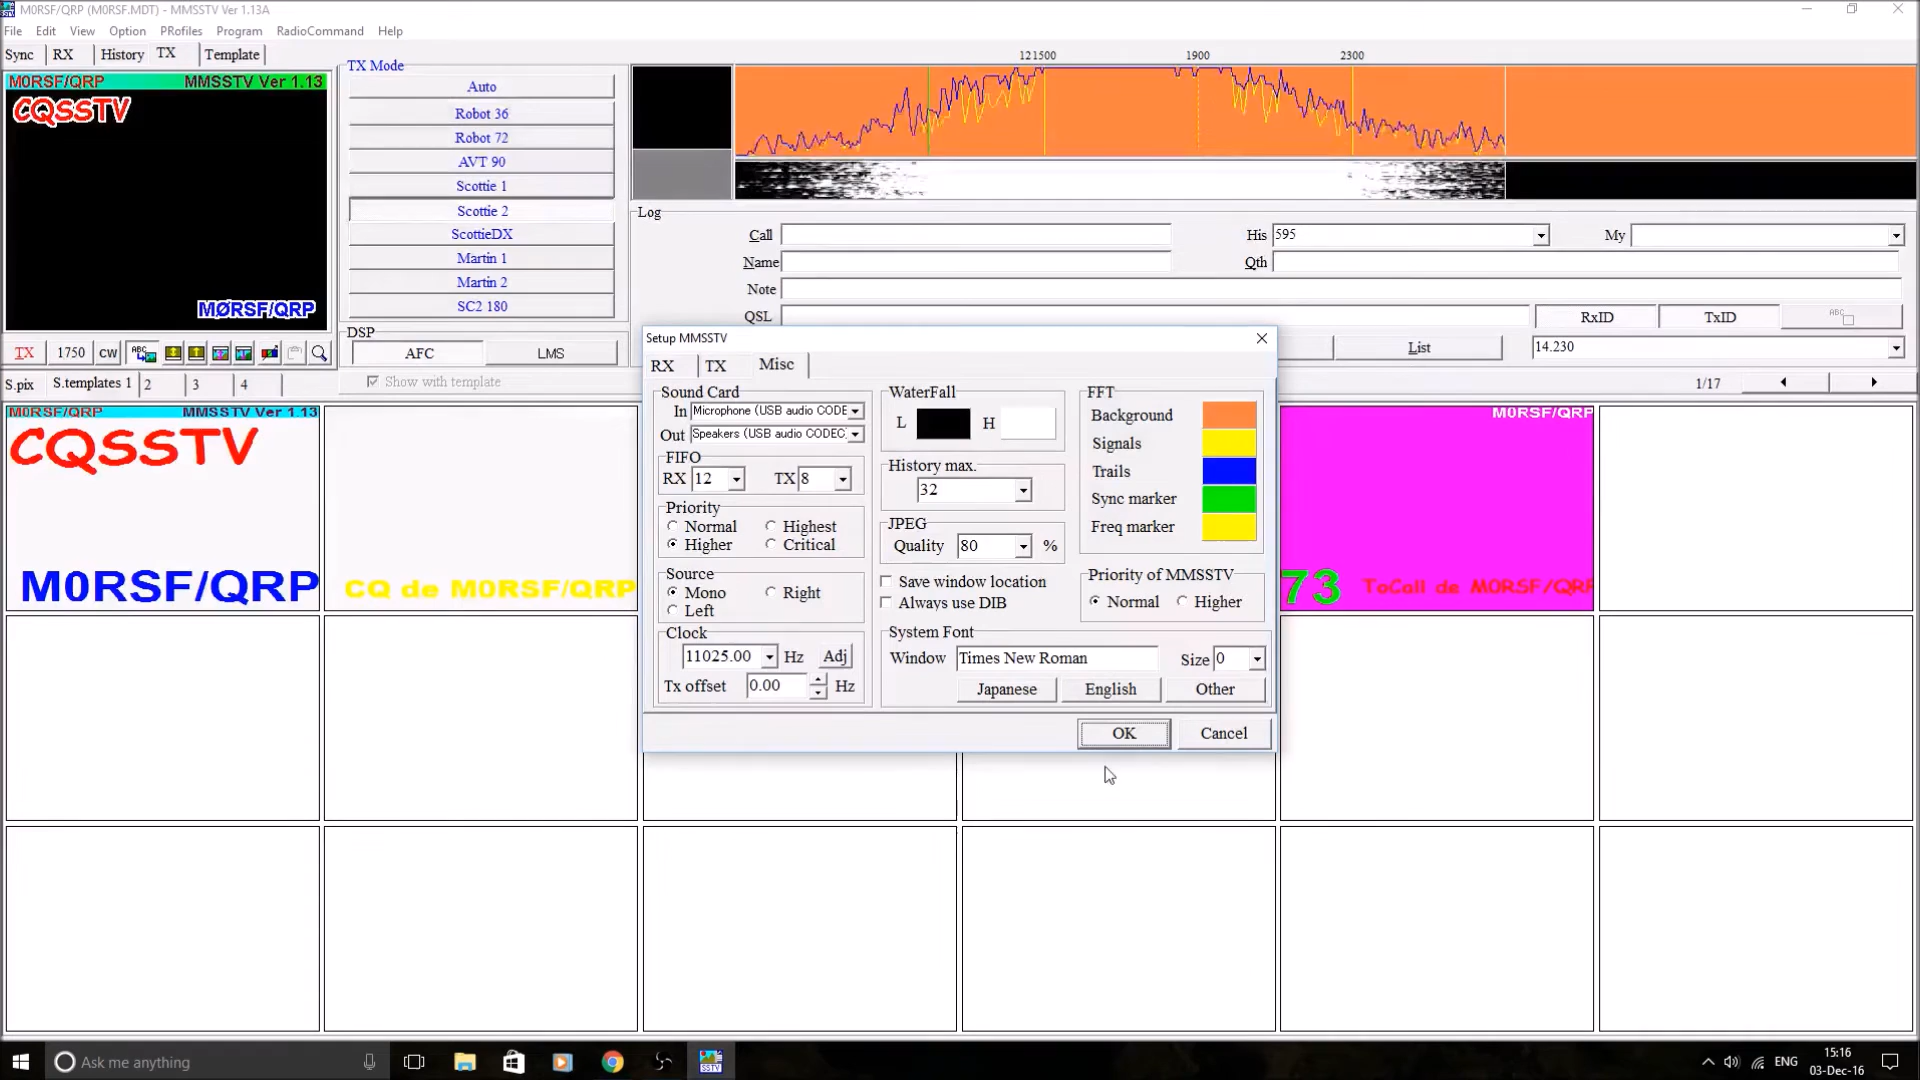 M0RSF/QRP (M0RSF.MDT) - MMSSTV Ver 1.13A
File Edit View Option PRofiles Program RadioCommand Help
Sync RX History TX Template
M0RSF/QRP MMSSTV Ver 1.13
CQSSTV
MØRSF/QRP
TX Mode
Auto
Robot 36
Robot 72
AVT 90
Scottie 1
Scottie 2
ScottieDX
Martin 1
Martin 2
SC2 180
DSP
AFC LMS
Show with template
121500 1900 2300
Log
Call His 595 My
Name Qth
Note
QSL RxID TxID ABC
List 14.230
TX 1750 CW ABC
S.pix S.templates 1 2 3 4 1/17
Setup MMSSTV
RX TX Misc
Sound Card
In Microphone (USB audio CODE
Out Speakers (USB audio CODEC)
FIFO
RX 12 TX 8
Priority
Normal Highest
Higher Critical
Source
Mono Right
Left
Clock
11025.00 Hz Adj
Tx offset 0.00 Hz
WaterFall
L H
History max.
32
JPEG
Quality 80 %
Save window location
Always use DIB
FFT
Background
Signals
Trails
Sync marker
Freq marker
Priority of MMSSTV
Normal Higher
System Font
Window Times New Roman Size 0
Japanese English Other
OK Cancel
M0RSF/QRP MMSSTV Ver 1.13
CQSSTV
M0RSF/QRP
CQ de M0RSF/QRP
M0RSF/QRP
73 ToCall de M0RSF/QRP
Ask me anything
SSTV
ENG
15:16
03-Dec-16